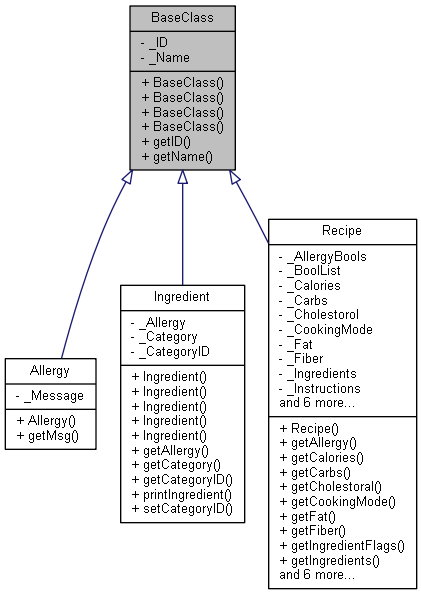 BaseClass
- _ID
- _Name
+ BaseClass()
+ BaseClass()
+ BaseClass()
+ BaseClass()
+ getID()
+ getName()
Allergy
- _Message
+ Allergy()
+ getMsg()
Ingredient
- _Allergy
- _Category
- _CategoryID
+ Ingredient()
+ Ingredient()
+ Ingredient()
+ Ingredient()
+ Ingredient()
+ getAllergy()
+ getCategory()
+ getCategoryID()
+ printIngredient()
+ setCategoryID()
Recipe
- _AllergyBools
- _BoolList
- _Calories
- _Carbs
- _Cholestorol
- _CookingMode
- _Fat
- _Fiber
- _Ingredients
- _Instructions
and 6 more...
+ Recipe()
+ getAllergy()
+ getCalories()
+ getCarbs()
+ getCholestoral()
+ getCookingMode()
+ getFat()
+ getFiber()
+ getIngredientFlags()
+ getIngredients()
and 6 more...